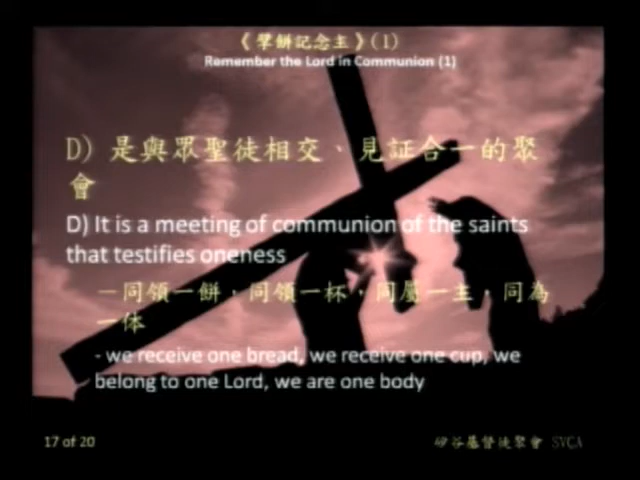 《擘餅記念主》(1)
Remember the Lord in Communion (1)
D) 是與眾聖徒相交、見証合一的聚
會
D) It is a meeting of communion of the saints
that testifies oneness
－同領一餅，同領一杯，同屬一主，同為
一体
- we receive one bread, we receive one cup, we
belong to one Lord, we are one body
17 of 20
矽谷基督徒聚會 SVCA